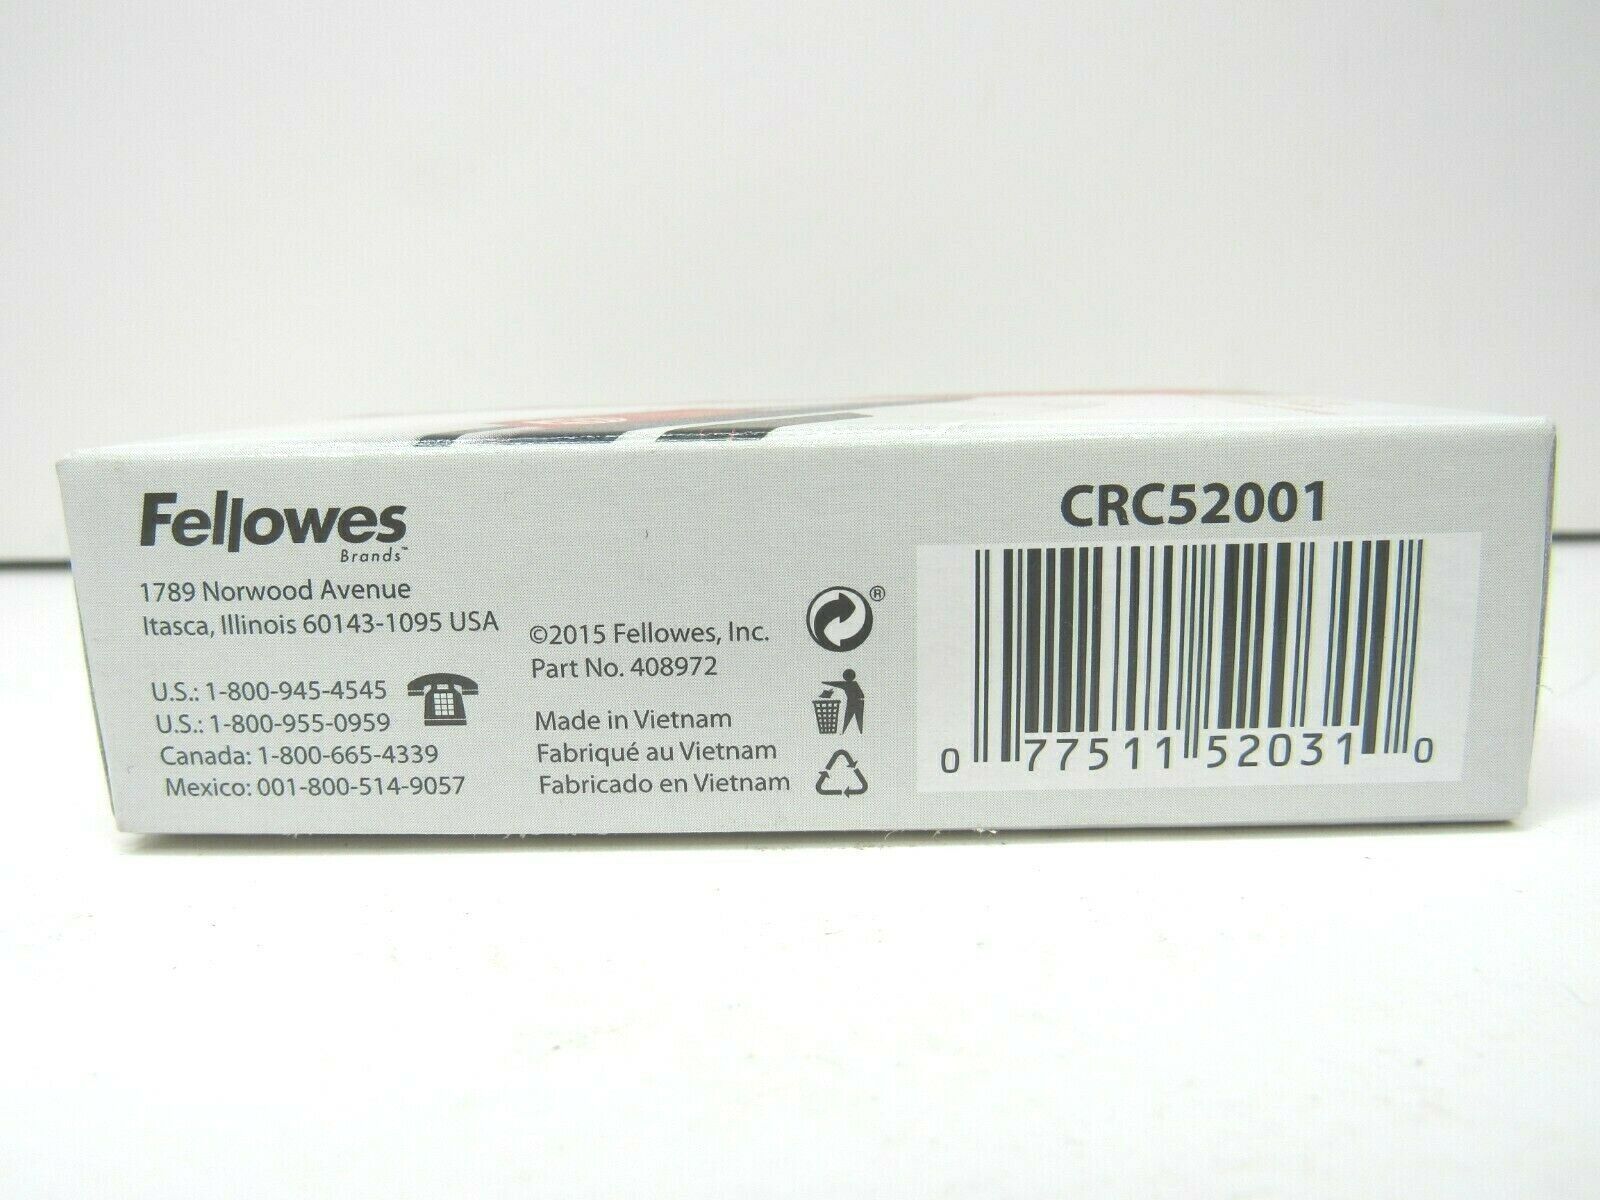 Fellowes
Brands™
1789 Norwood Avenue
Itasca, Illinois 60143-1095 USA
U.S.: 1-800-945-4545
U.S.: 1-800-955-0959
Canada: 1-800-665-4339
Mexico: 001-800-514-9057
©2015 Fellowes, Inc.
Part No. 408972
Made in Vietnam
Fabriqué au Vietnam
Fabricado en Vietnam
®
CRC52001
0 77511 52031 0